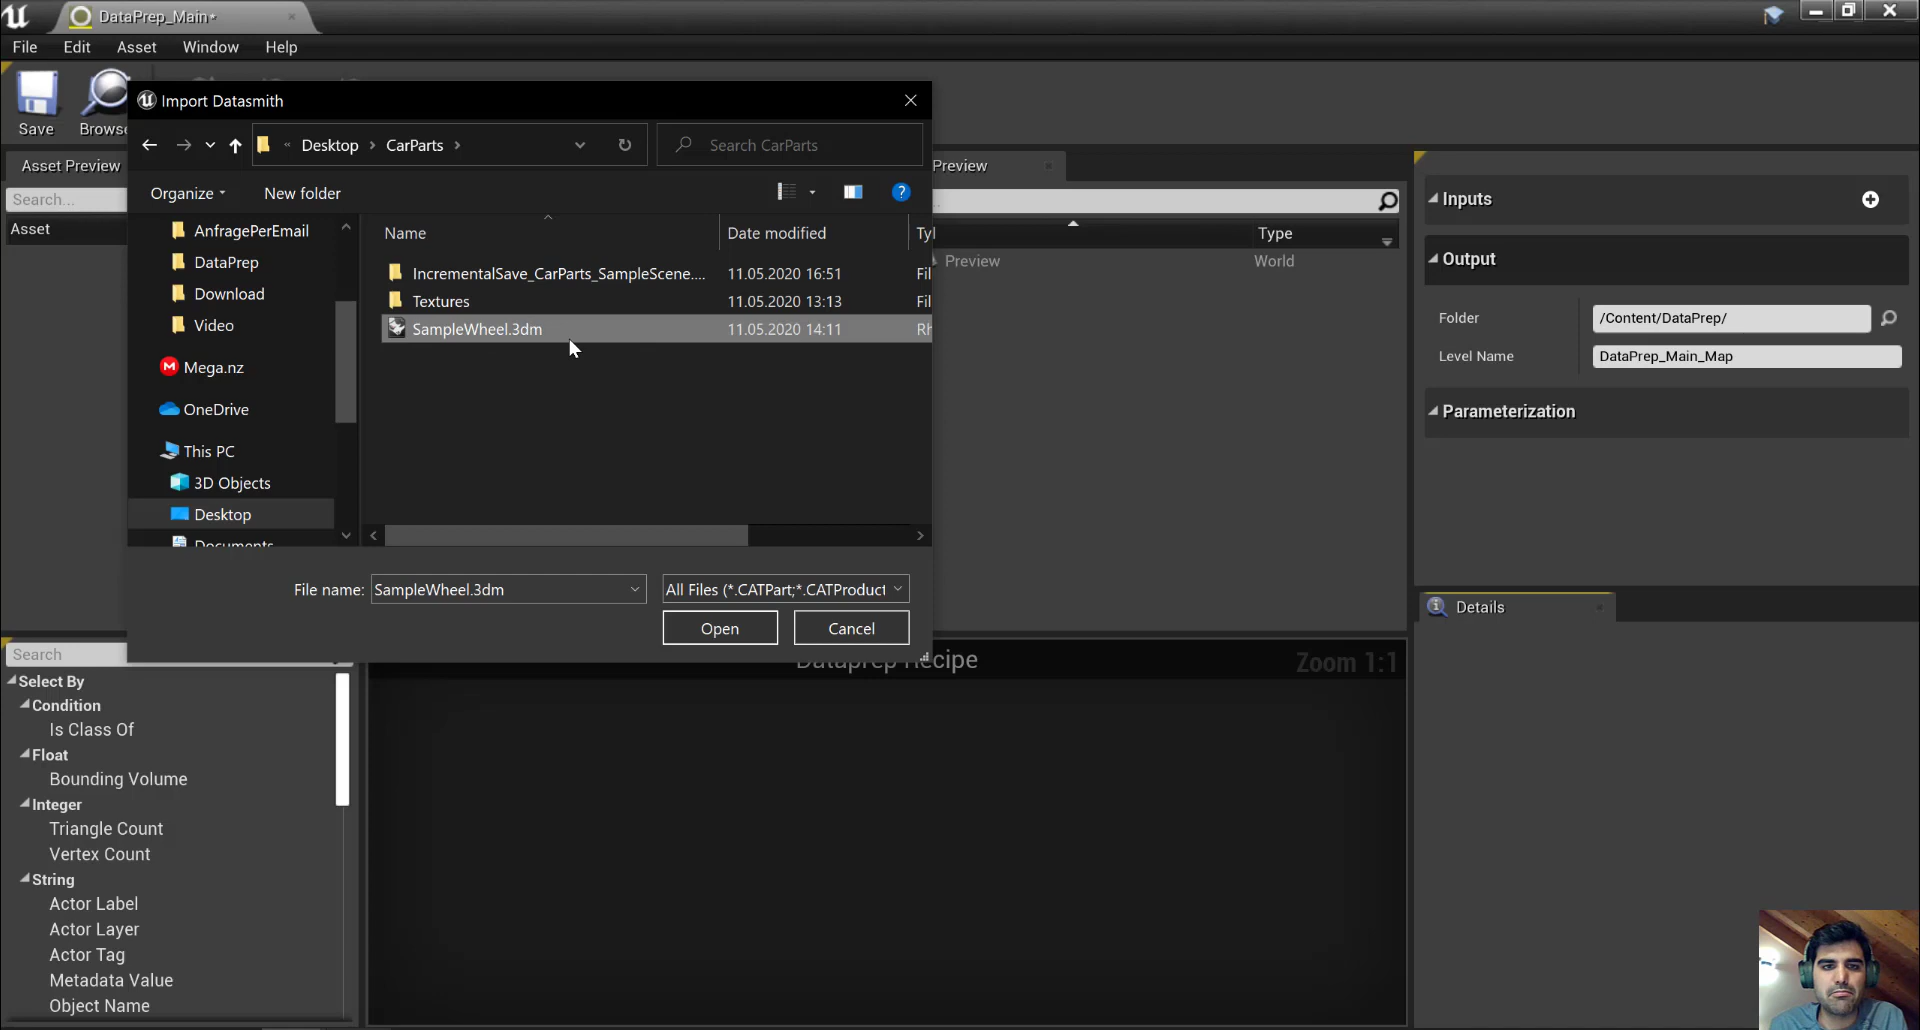 DataPrep_Main*
File Edit Asset Window Help
Save
Import Datasmith
« Desktop > CarParts >
Search CarParts
Organize
New folder
AnfragePerEmail
DataPrep
Download
Video
Mega.nz
OneDrive
This PC
3D Objects
Desktop
Documents
Name Date modified
IncrementalSave_CarParts_SampleScene.... 11.05.2020 16:51
Textures 11.05.2020 13:13
SampleWheel.3dm 11.05.2020 14:11
File name: SampleWheel.3dm
All Files (*.CATPart;*.CATProduct
Open Cancel
Asset Preview
Search...
Asset
Preview
Type
Preview World
Inputs
Output
Folder /Content/DataPrep/
Level Name DataPrep_Main_Map
Parameterization
Details
Search
Select By
Condition
Is Class Of
Float
Bounding Volume
Integer
Triangle Count
Vertex Count
String
Actor Label
Actor Layer
Actor Tag
Metadata Value
Object Name
Dataprep Recipe
Zoom 1:1